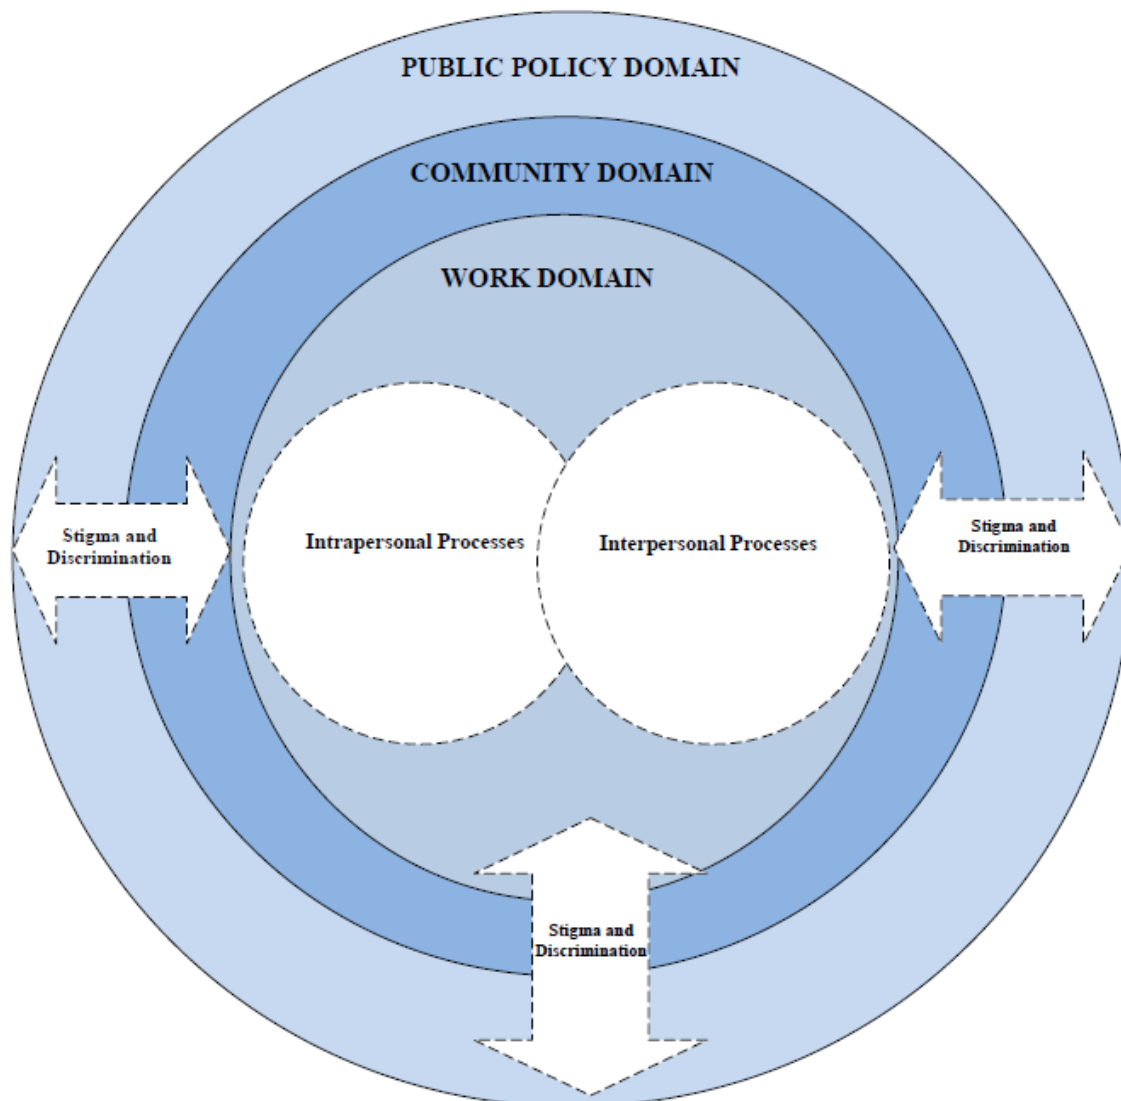 PUBLIC POLICY DOMAIN
COMMUNITY DOMAIN
WORK DOMAIN
Intrapersonal Processes
Interpersonal Processes
Stigma and
Discrimination
Stigma and
Discrimination
Stigma and
Discrimination